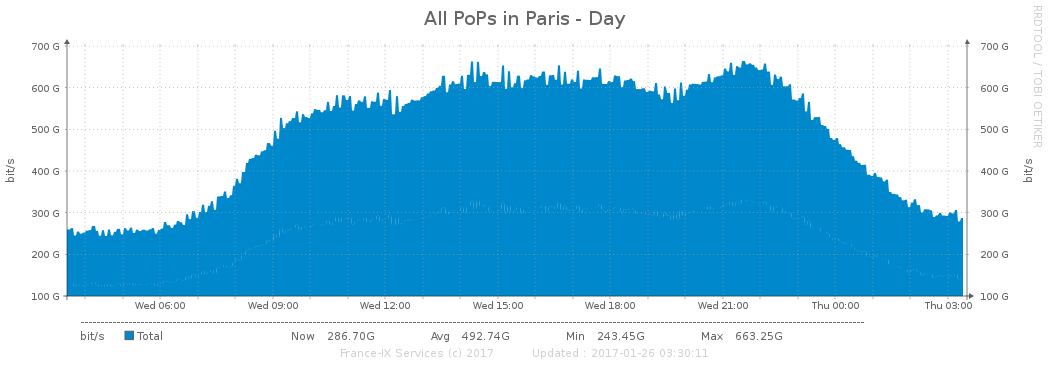 All PoPs in Paris - Day
RRDTOOL / TOBI OETIKER
700 G 700 G
600 G 600 G
500 G 500 G
400 G 400 G
300 G 300 G
200 G 200 G
100 G 100 G
bit/s bit/s
Wed 06:00 Wed 09:00 Wed 12:00 Wed 15:00 Wed 18:00 Wed 21:00 Thu 00:00 Thu 03:00
bit/s Total Now 286.70G Avg 492.74G Min 243.45G Max 663.25G
France-IX Services (c) 2017 Updated : 2017-01-26 03:30:11